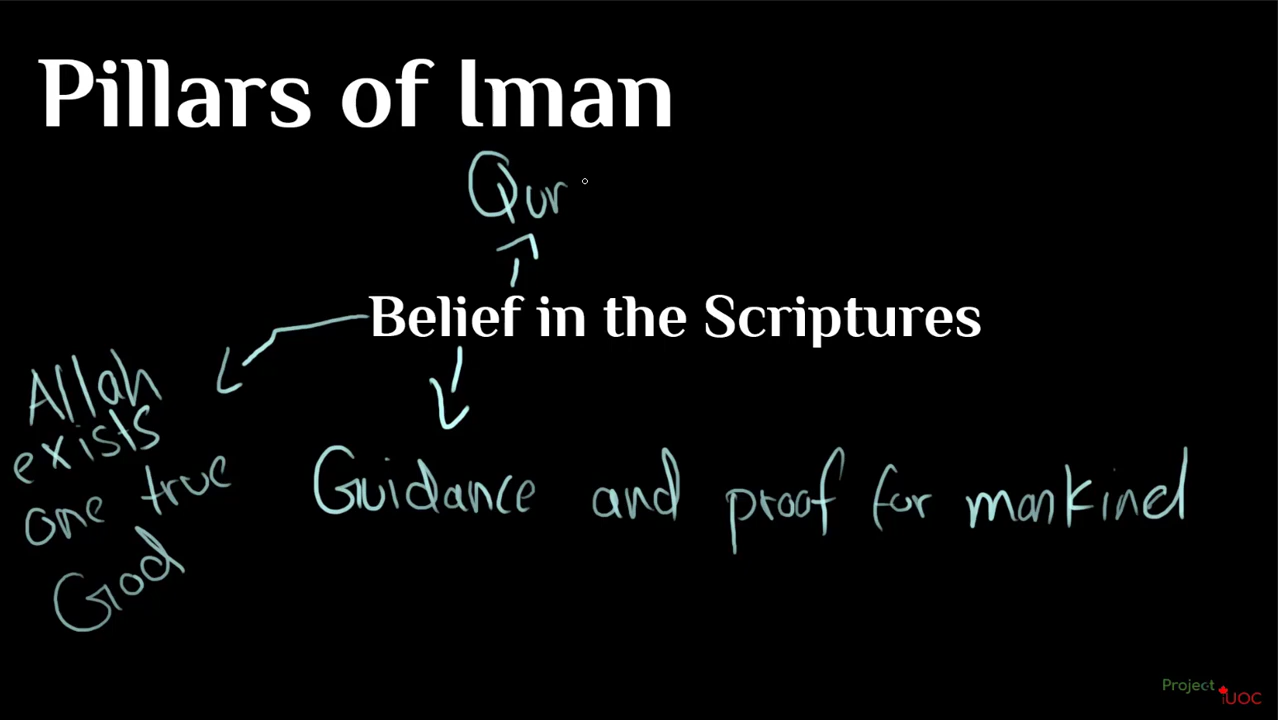 Pillars of Iman
Qur
Belief in the Scriptures
Allah
exists
one true
God
Guidance and proof for mankind
Project
iUOC